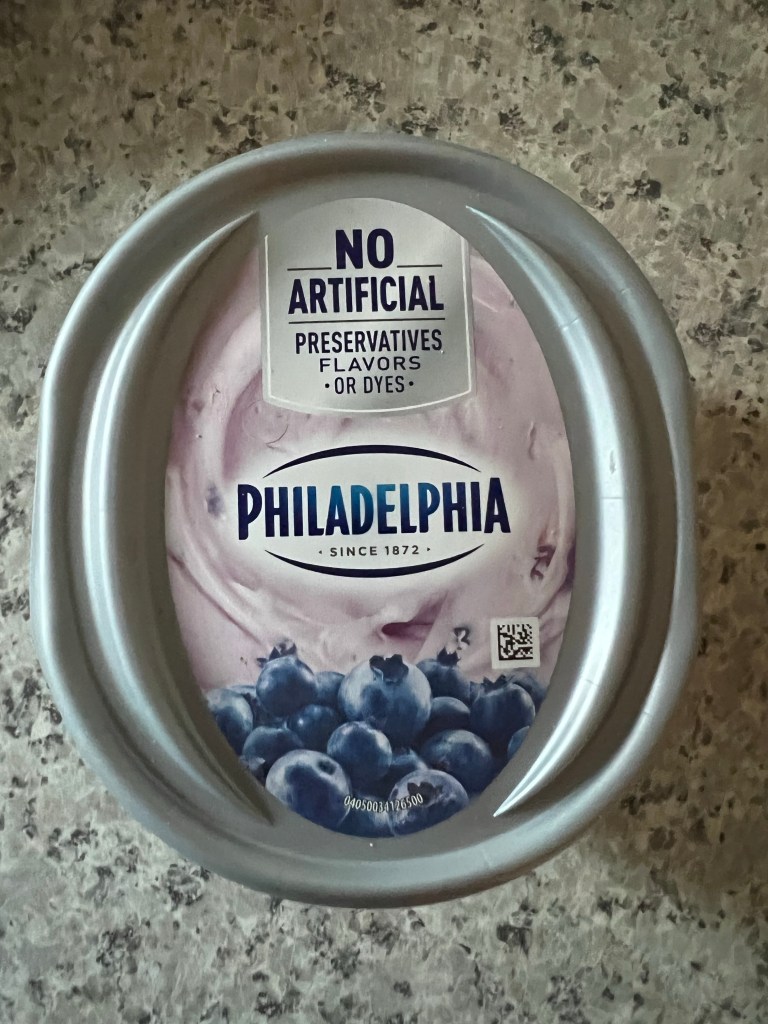 NO
ARTIFICIAL
PRESERVATIVES
FLAVORS
• OR DYES •
PHILADELPHIA
• SINCE 1872 •
04050034126500